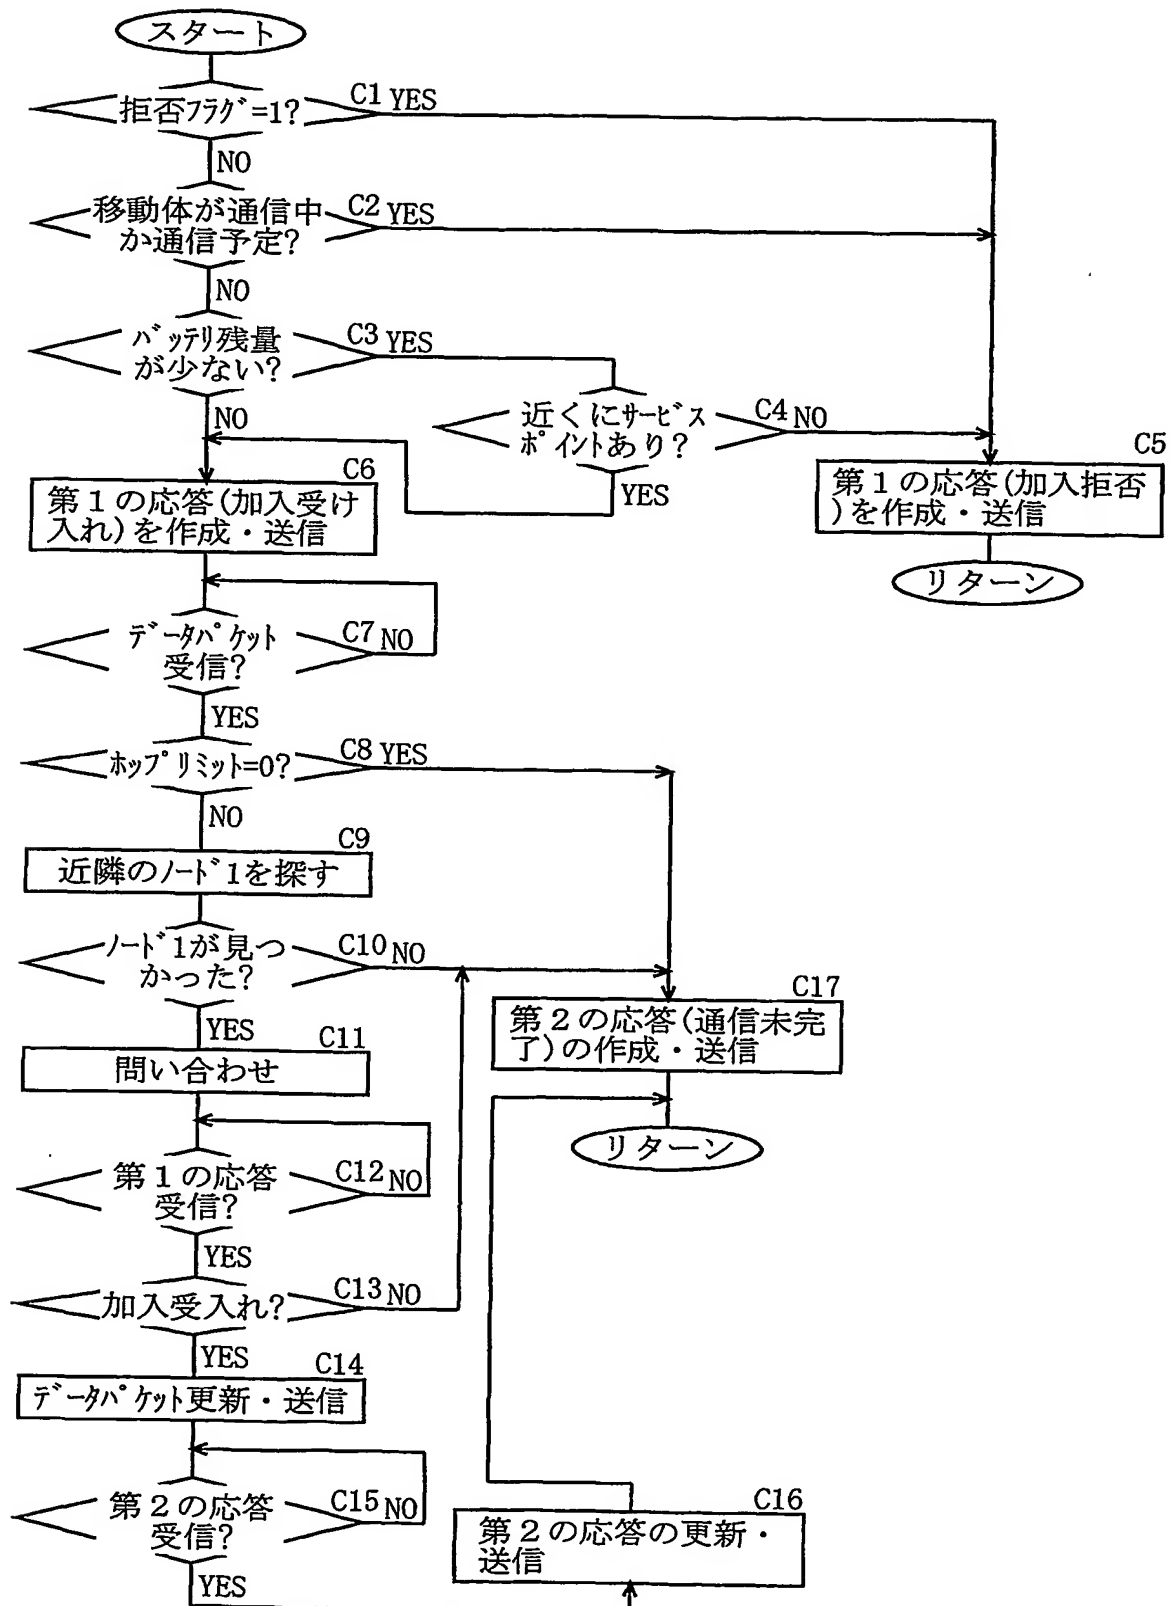 スタート
拒否フラグ=1?
C1 YES
NO
移動体が通信中
か通信予定?
C2 YES
NO
バッテリ残量
が少ない?
C3 YES
NO
近くにサービス
ポイントあり?
C4 NO
YES
C5
第1の応答(加入拒否
)を作成・送信
リターン
C6
第1の応答(加入受け
入れ)を作成・送信
データパケット
受信?
C7 NO
YES
ホップリミット=0?
C8 YES
NO
C9
近隣のノード1を探す
ノード1が見つ
かった?
C10 NO
YES
C11
問い合わせ
第1の応答
受信?
C12 NO
YES
加入受入れ?
C13 NO
YES
C14
データパケット更新・送信
第2の応答
受信?
C15 NO
YES
C16
第2の応答の更新・
送信
C17
第2の応答(通信未完
了)の作成・送信
リターン